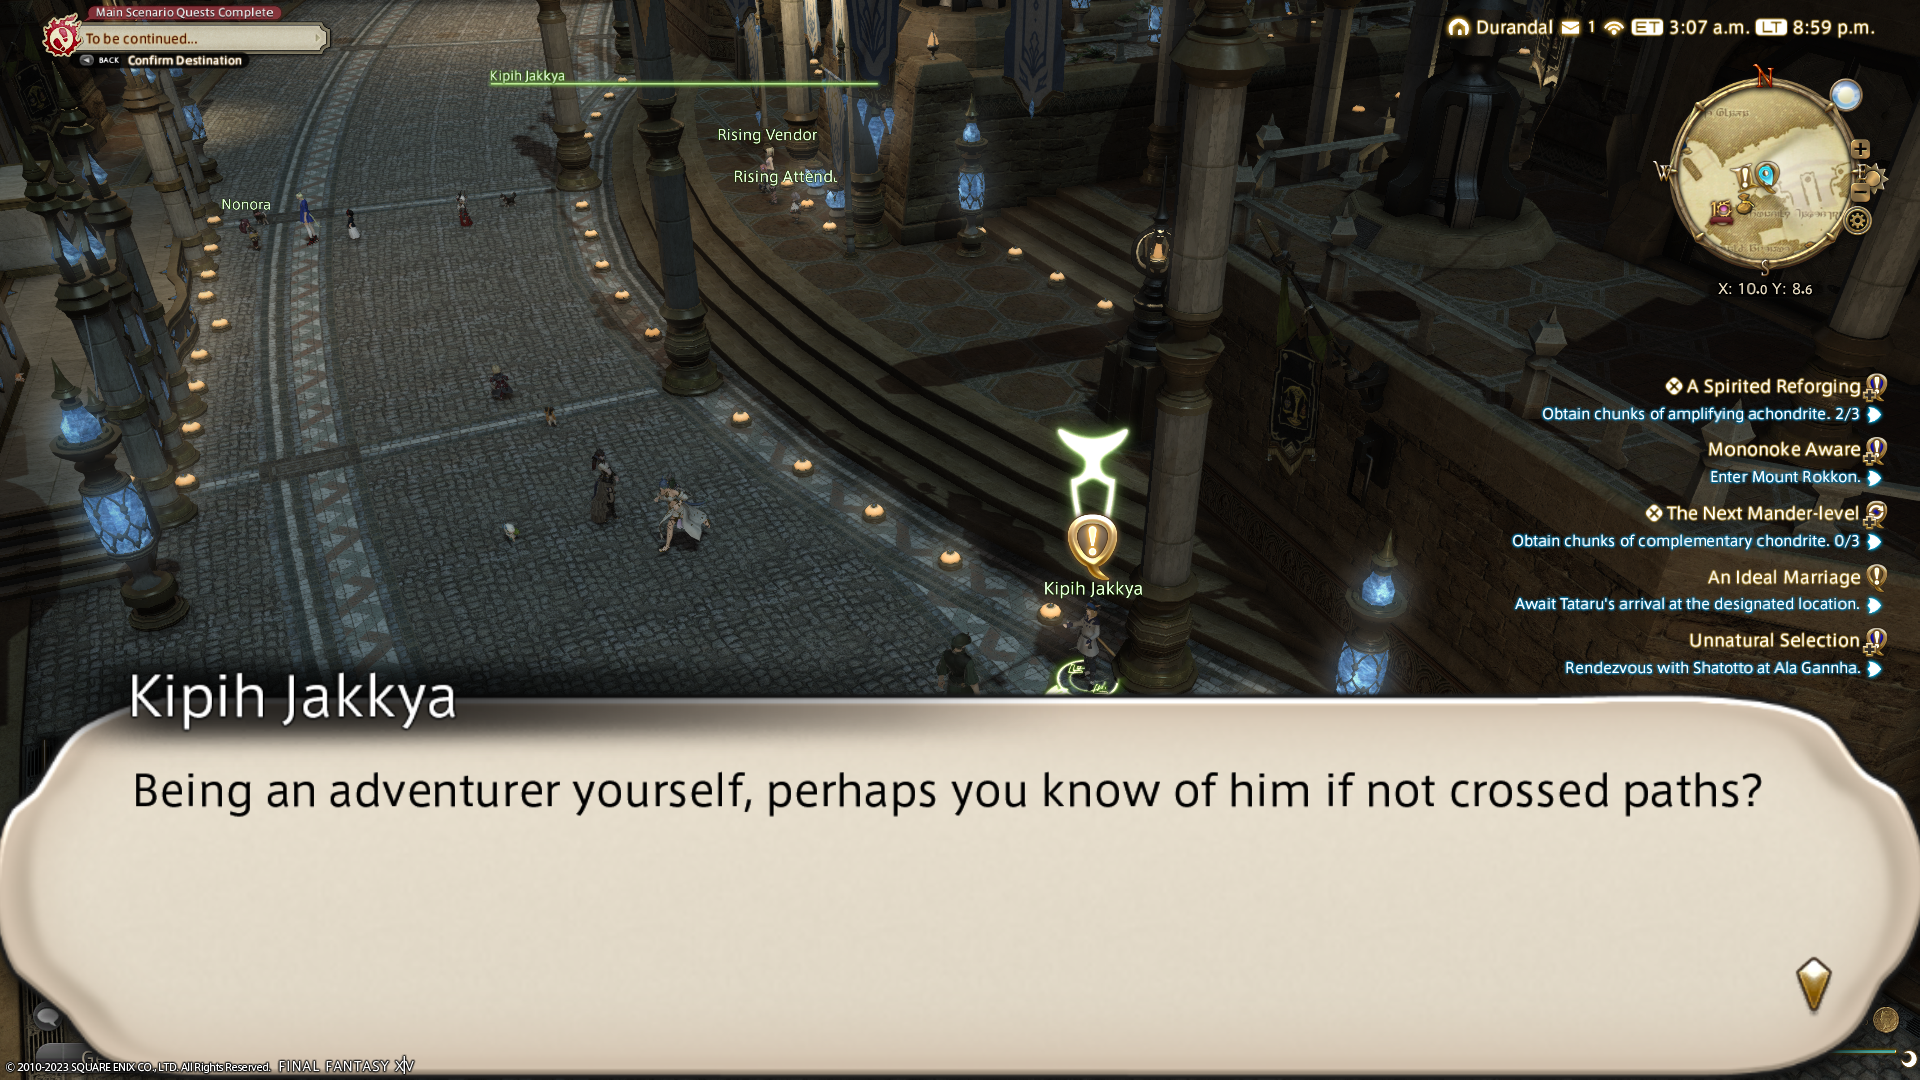 Main Scenario Quests Complete
To be continued...
BACK Confirm Destination
Durandal 1 ET 3:07 a.m. LT 8:59 p.m.
Kipih Jakkya
Rising Vendor
Rising Attend
Nonora
N
W
E
S
X: 10.0 Y: 8.6
A Spirited Reforging
Obtain chunks of amplifying achondrite. 2/3
Mononoke Aware
Enter Mount Rokkon.
The Next Mander-level
Obtain chunks of complementary chondrite. 0/3
An Ideal Marriage
Await Tataru's arrival at the designated location.
Unnatural Selection
Rendezvous with Shatotto at Ala Gannha.
Kipih Jakkya
Kipih Jakkya
Being an adventurer yourself, perhaps you know of him if not crossed paths?
© 2010-2023 SQUARE ENIX CO., LTD. All Rights Reserved. FINAL FANTASY XIV